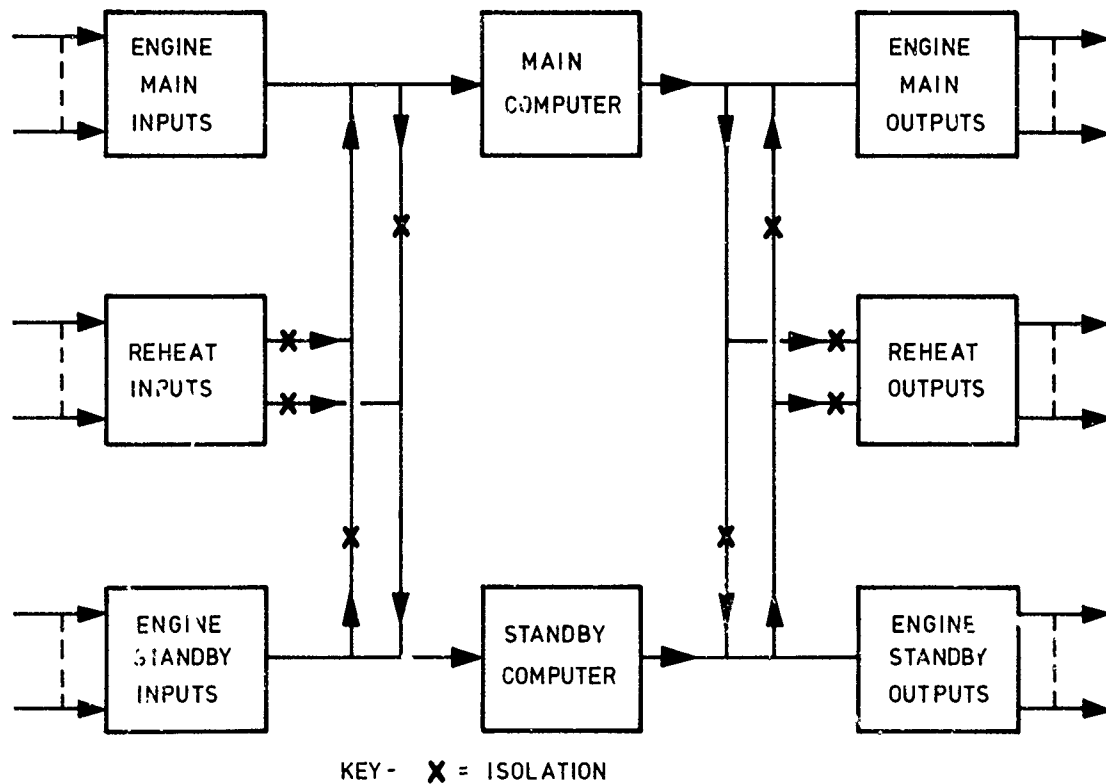 ENGINE
MAIN
INPUTS
MAIN
COMPUTER
ENGINE
MAIN
OUTPUTS
REHEAT
INPUTS
REHEAT
OUTPUTS
ENGINE
STANDBY
INPUTS
STANDBY
COMPUTER
ENGINE
STANDBY
OUTPUTS
KEY- X = ISOLATION